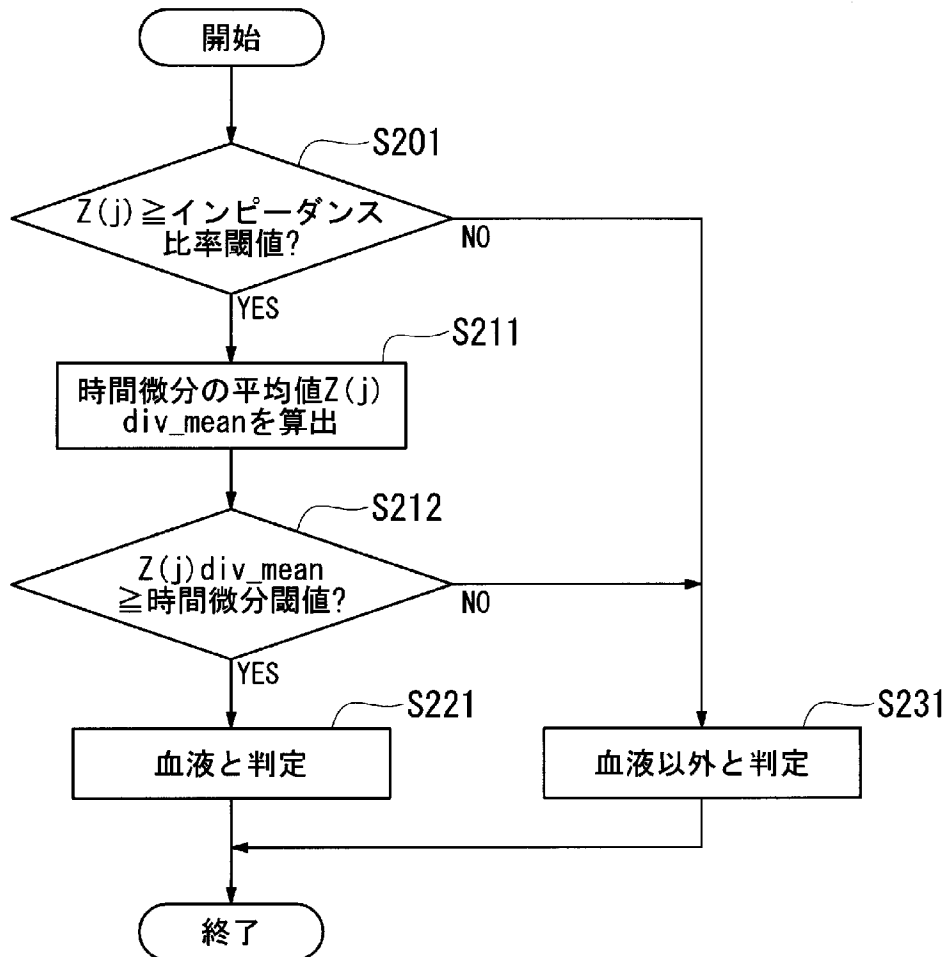 開始
S201
Z(j)≧インピーダンス
比率閾値?
NO
YES
S211
時間微分の平均値Z(j)
div_meanを算出
S212
Z(j)div_mean
≧時間微分閾値?
NO
YES
S221
血液と判定
S231
血液以外と判定
終了